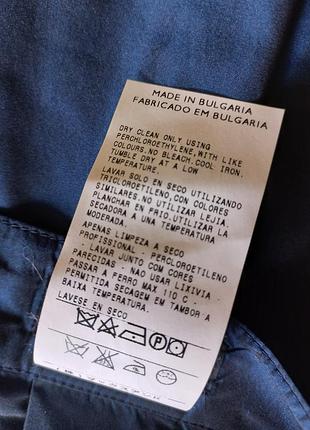 MADE IN BULGARIA
FABRICADO EM BULGARIA
DRY CLEAN ONLY USING
PERCHLOROETHYLENE,WITH LIKE
COLOURS.NO BLEACH.COOL IRON.
TUMBLE DRY AT A LOW
TEMPERATURE.
LAVAR SOLO EN SECO UTILIZANDO
TRICLOROETILENO,CON COLORES
SIMILARES.NO UTILIZAR LEJIA.
PLANCHAR EN FRIO.UTILIZAR LA
SECADORA A UNA TEMPERATURA
MODERADA .
APENAS LIMPEZA A SECO
PROFISSIONAL - PERCLOROETILENO
- LAVAR JUNTO COM CORES
PARECIDAS - NAO USAR LIXIVIA -
PASSAR A FERRO MAX 110 C -
PERMITIDA SECAGEM EM TAMBOR A
BAIXA TEMPERATURA.
LAVESE EN SECO
P